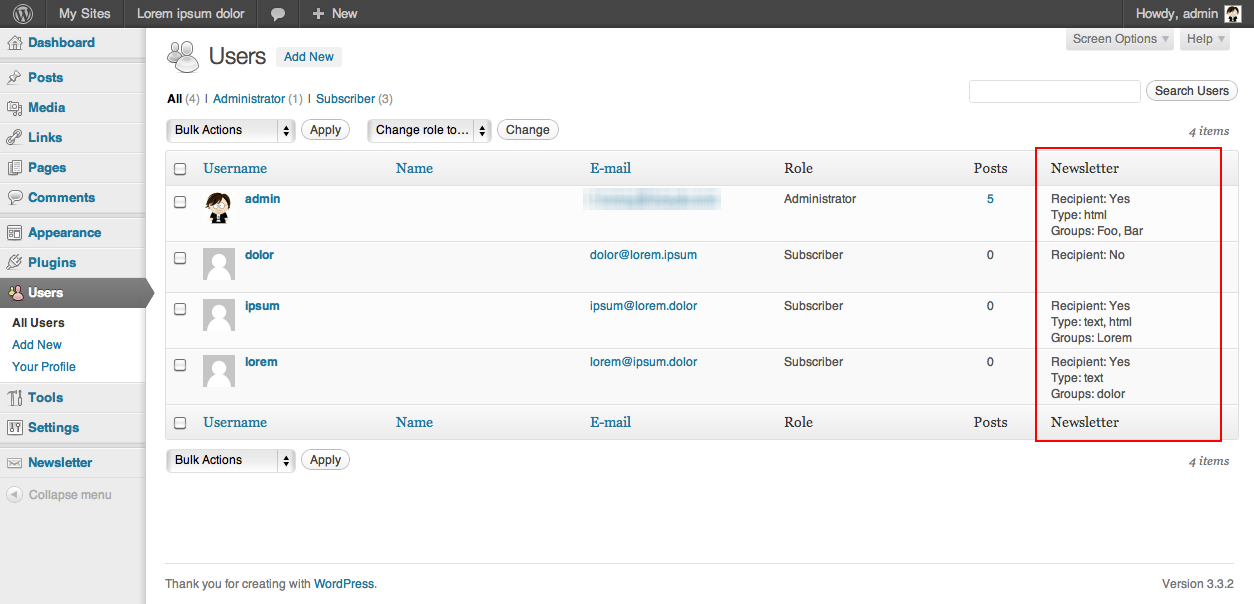 My Sites Lorem ipsum dolor + New Howdy, admin
Screen Options Help
Dashboard
Posts
Media
Links
Pages
Comments
Appearance
Plugins
Users
All Users
Add New
Your Profile
Tools
Settings
Newsletter
Collapse menu
Users Add New
All (4) | Administrator (1) | Subscriber (3)
Search Users
Bulk Actions Apply Change role to... Change
4 items
Username Name E-mail Role Posts Newsletter
admin Administrator 5 Recipient: Yes
Type: html
Groups: Foo, Bar
dolor dolor@lorem.ipsum Subscriber 0 Recipient: No
ipsum ipsum@lorem.dolor Subscriber 0 Recipient: Yes
Type: text, html
Groups: Lorem
lorem lorem@ipsum.dolor Subscriber 0 Recipient: Yes
Type: text
Groups: dolor
Username Name E-mail Role Posts Newsletter
Bulk Actions Apply
4 items
Thank you for creating with WordPress. Version 3.3.2